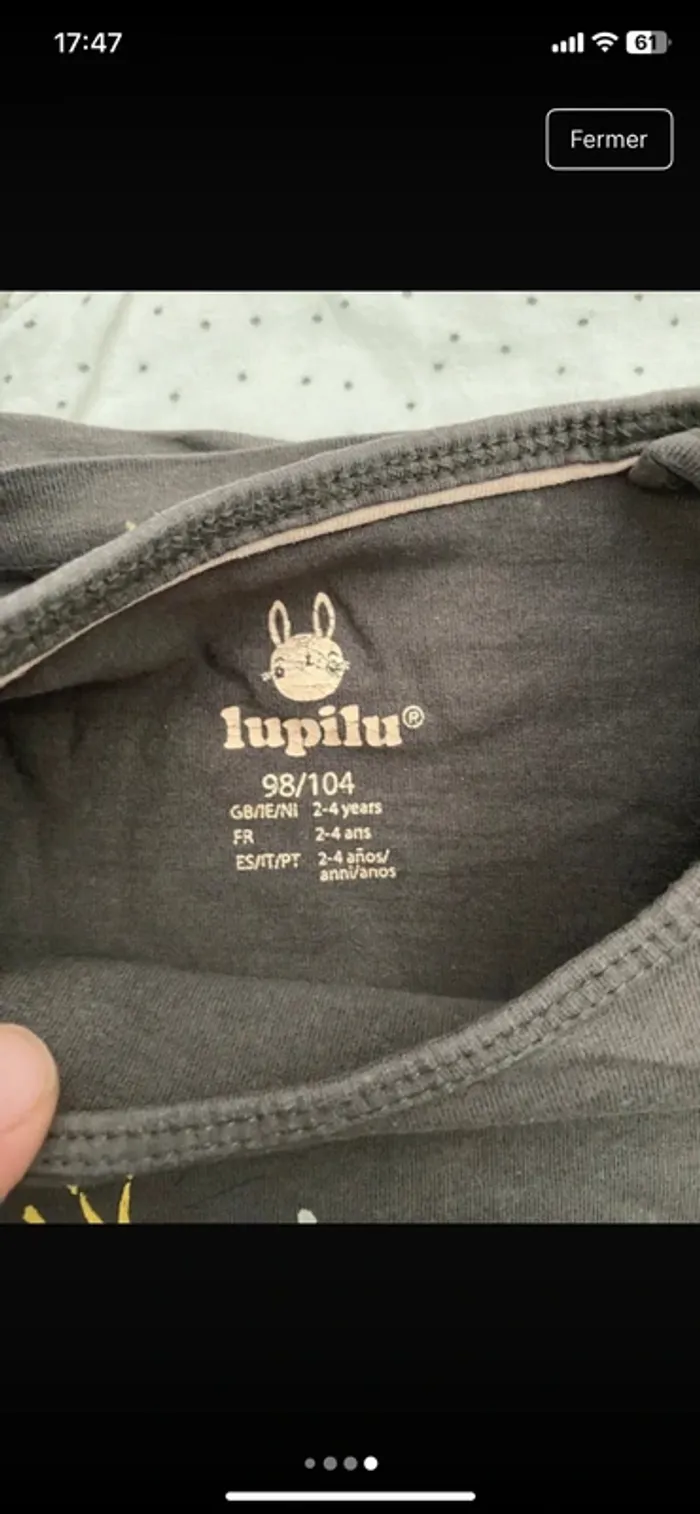 17:47
61
Fermer
lupilu®
98/104
GB/IE/NI 2-4 years
FR 2-4 ans
ES/IT/PT 2-4 años/
anni/anos